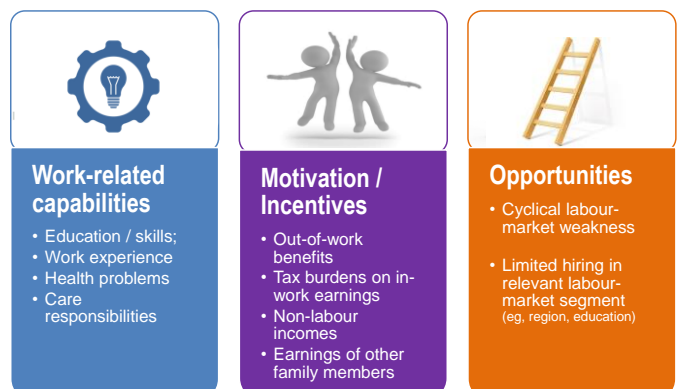 Work-related
capabilities
• Education / skills;
• Work experience
• Health problems
• Care
responsibilities
Motivation /
Incentives
• Out-of-work
benefits
• Tax burdens on in-
work earnings
• Non-labour
incomes
• Earnings of other
family members
Opportunities
• Cyclical labour-
market weakness
• Limited hiring in
relevant labour-
market segment
(eg, region, education)